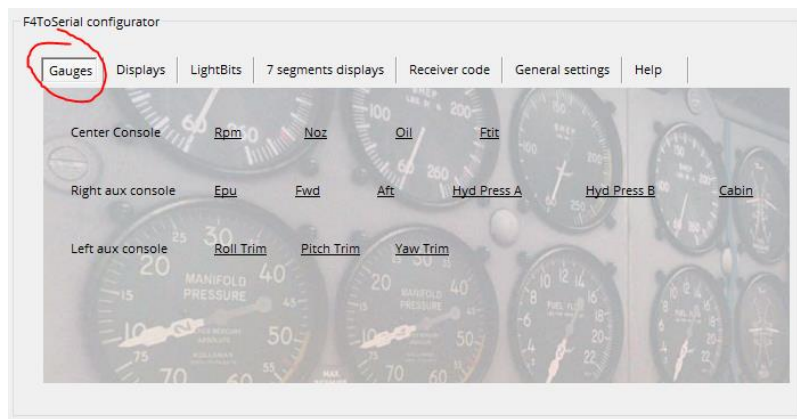 F4ToSerial configurator
Gauges Displays LightBits 7 segments displays Receiver code General settings Help
Center Console Rpm Noz Oil Ftit
Right aux console Epu Fwd Aft Hyd Press A Hyd Press B Cabin
Left aux console Roll Trim Pitch Trim Yaw Trim
MANIFOLD
PRESSURE